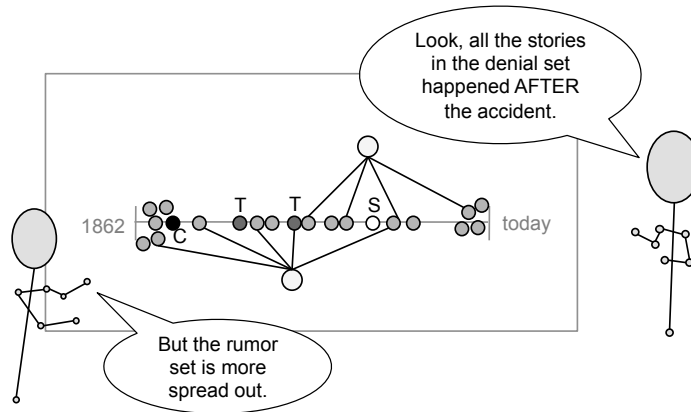 Look, all the stories
in the denial set
happened AFTER
the accident.
T T S
1862 today
C
But the rumor
set is more
spread out.